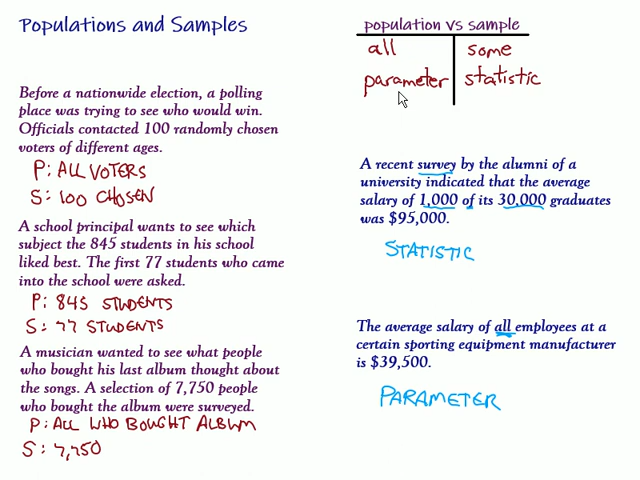 Populations and Samples
Before a nationwide election, a polling
place was trying to see who would win.
Officials contacted 100 randomly chosen
voters of different ages.
P: ALL VOTERS
S: 100 CHOSEN
A school principal wants to see which
subject the 845 students in his school
liked best. The first 77 students who came
into the school were asked.
P: 845 STUDENTS
S: 77 STUDENTS
A musician wanted to see what people
who bought his last album thought about
the songs. A selection of 7,750 people
who bought the album were surveyed.
P: ALL WHO BOUGHT ALBUM
S: 7,750
population vs sample
all some
parameter statistic
A recent survey by the alumni of a
university indicated that the average
salary of 1,000 of its 30,000 graduates
was $95,000.
STATISTIC
The average salary of all employees at a
certain sporting equipment manufacturer
is $39,500.
PARAMETER